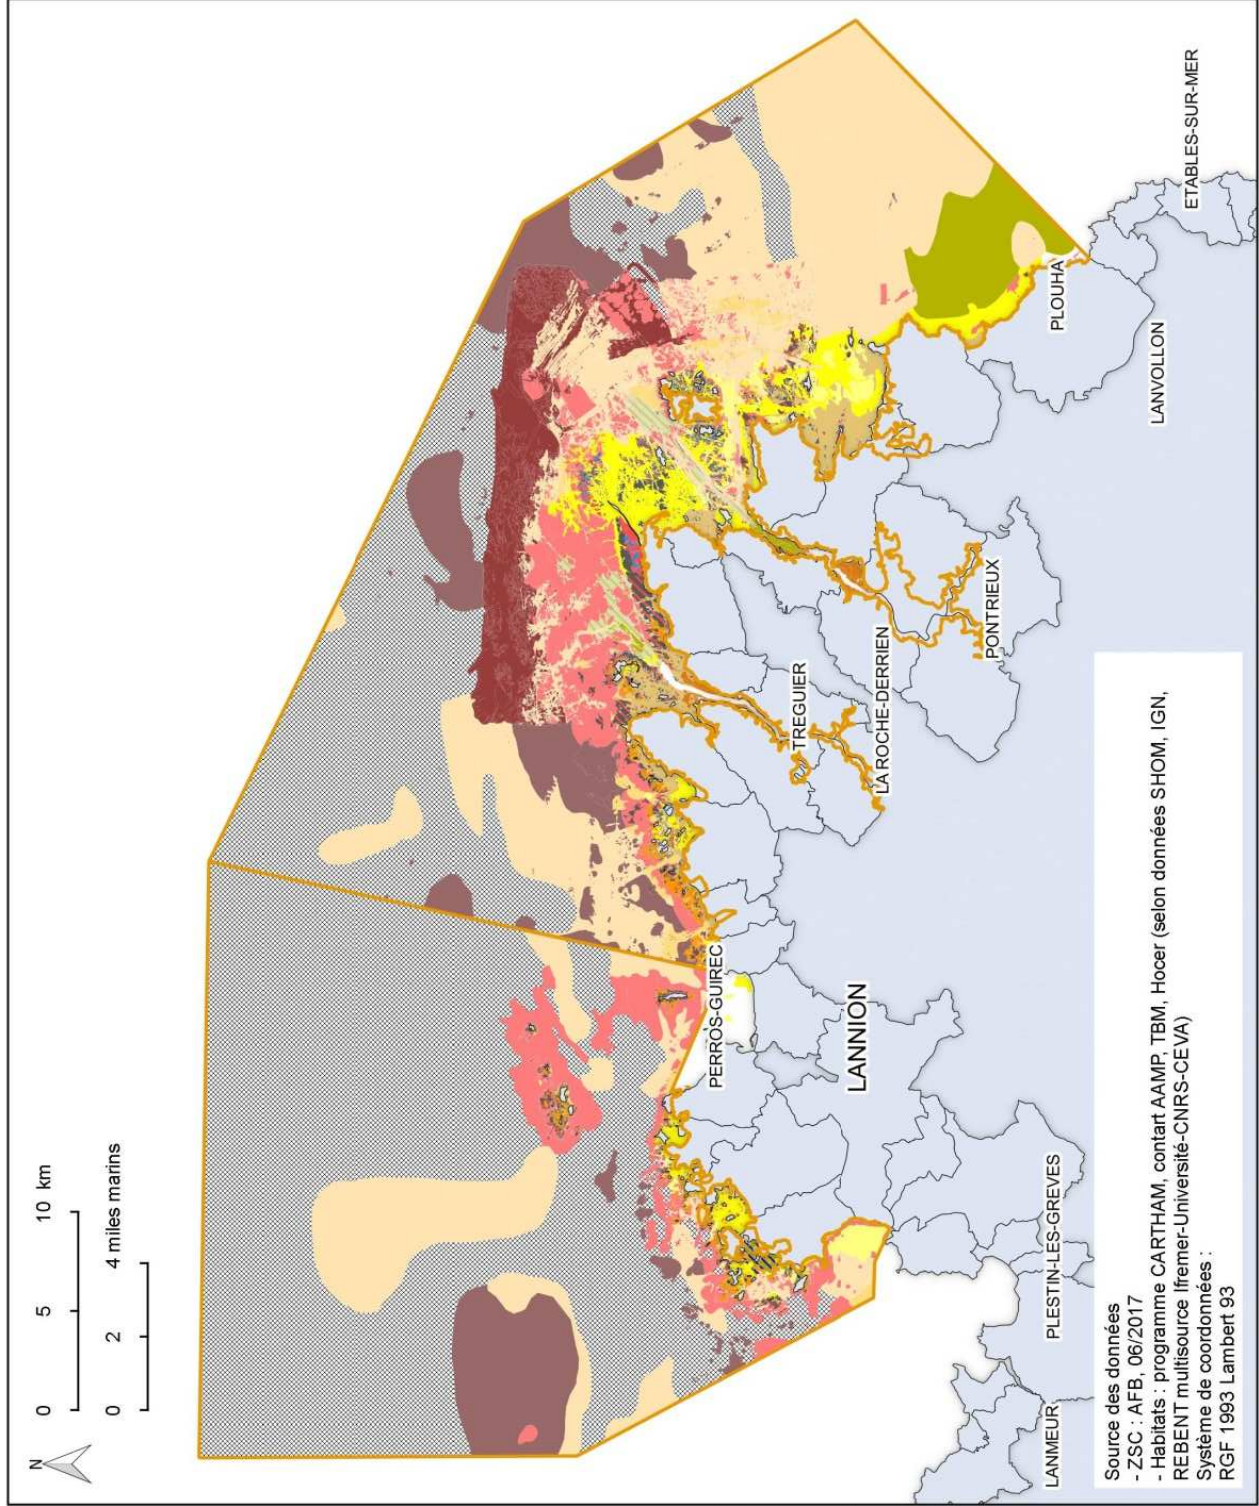 N
0 5 10 km
0 2 4 miles marins
PERROS-GUIREC
LANNION
TREGUIER
LA ROCHE-DERRIEN
PONTRIEUX
PLOUHA
LANVOLLON
ETABLES-SUR-MER
PLESTIN-LES-GREVES
LANMEUR
Source des données
- ZSC : AFB, 06/2017
- Habitats : programme CARTHAM, contart AAMP, TBM, Hocer (selon données SHOM, IGN,
REBENT multisource Ifremer-Université-CNRS-CEVA)
Système de coordonnées :
RGF 1993 Lambert 93